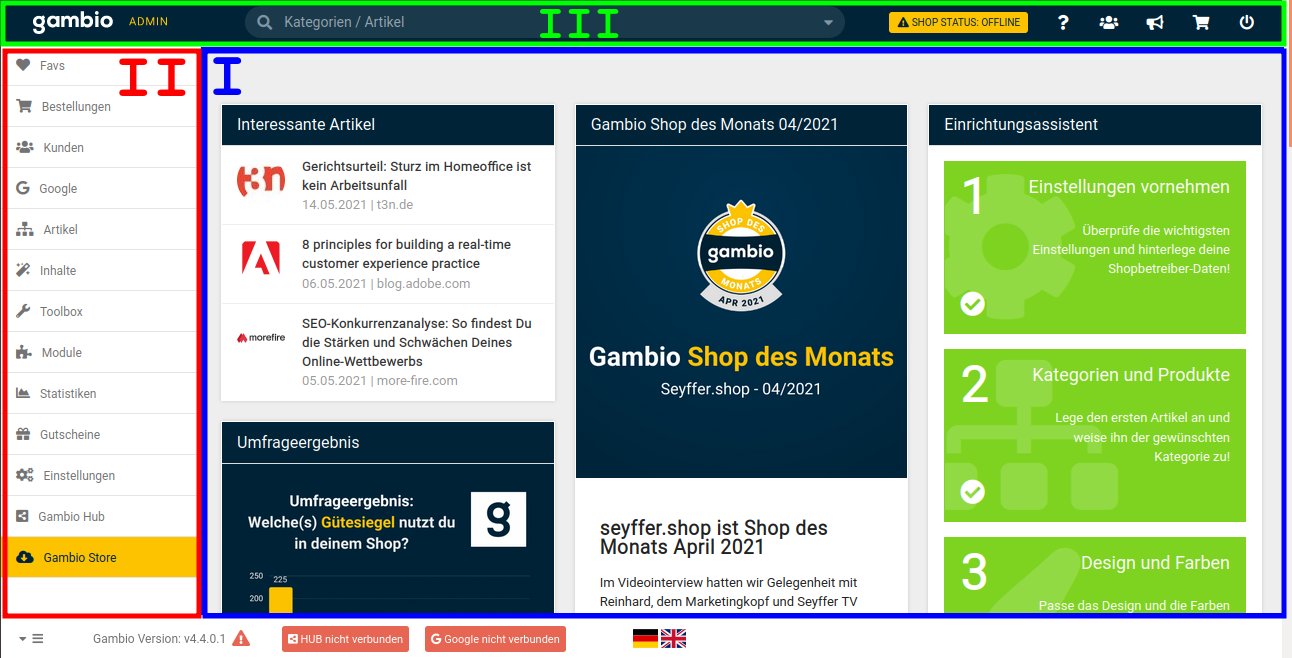 gambio ADMIN
Kategorien / Artikel
III
SHOP STATUS: OFFLINE
?
II
Favs
Bestellungen
Kunden
Google
Artikel
Inhalte
Toolbox
Module
Statistiken
Gutscheine
Einstellungen
Gambio Hub
Gambio Store
I
Interessante Artikel
t3n
Gerichtsurteil: Sturz im Homeoffice ist
kein Arbeitsunfall
14.05.2021 | t3n.de
8 principles for building a real-time
customer experience practice
06.05.2021 | blog.adobe.com
morefire
SEO-Konkurrenzanalyse: So findest Du
die Stärken und Schwächen Deines
Online-Wettbewerbs
05.05.2021 | more-fire.com
Umfrageergebnis
Umfrageergebnis:
Welche(s) Gütesiegel nutzt du
in deinem Shop?
g
250
225
200
Gambio Shop des Monats 04/2021
SHOP DES
gambio
MONATS
APR 2021
Gambio Shop des Monats
Seyffer.shop - 04/2021
seyffer.shop ist Shop des
Monats April 2021
Im Videointerview hatten wir Gelegenheit mit
Reinhard, dem Marketingkopf und Seyffer TV
Einrichtungsassistent
1
Einstellungen vornehmen
Überprüfe die wichtigsten
Einstellungen und hinterlege deine
Shopbetreiber-Daten!
2
Kategorien und Produkte
Lege den ersten Artikel an und
weise ihn der gewünschten
Kategorie zu!
3
Design und Farben
Passe das Design und die Farben
Gambio Version: v4.4.0.1
HUB nicht verbunden
G Google nicht verbunden